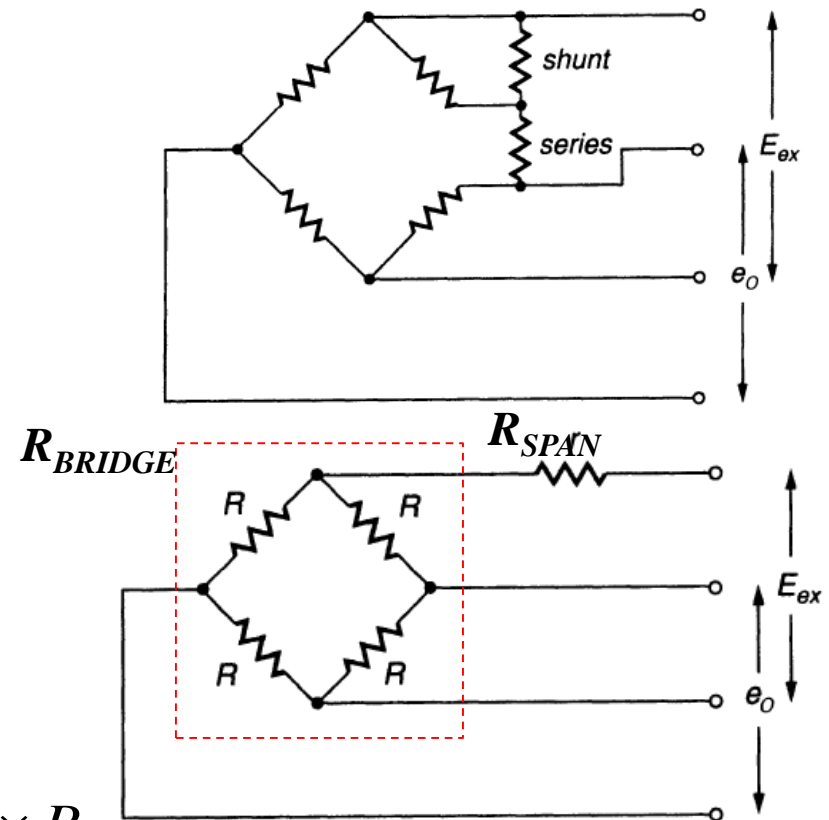 shunt
series
E_ex
e_o
R_BRIDGE
R_SPAN
R R
E_ex
R R
e_o
× R